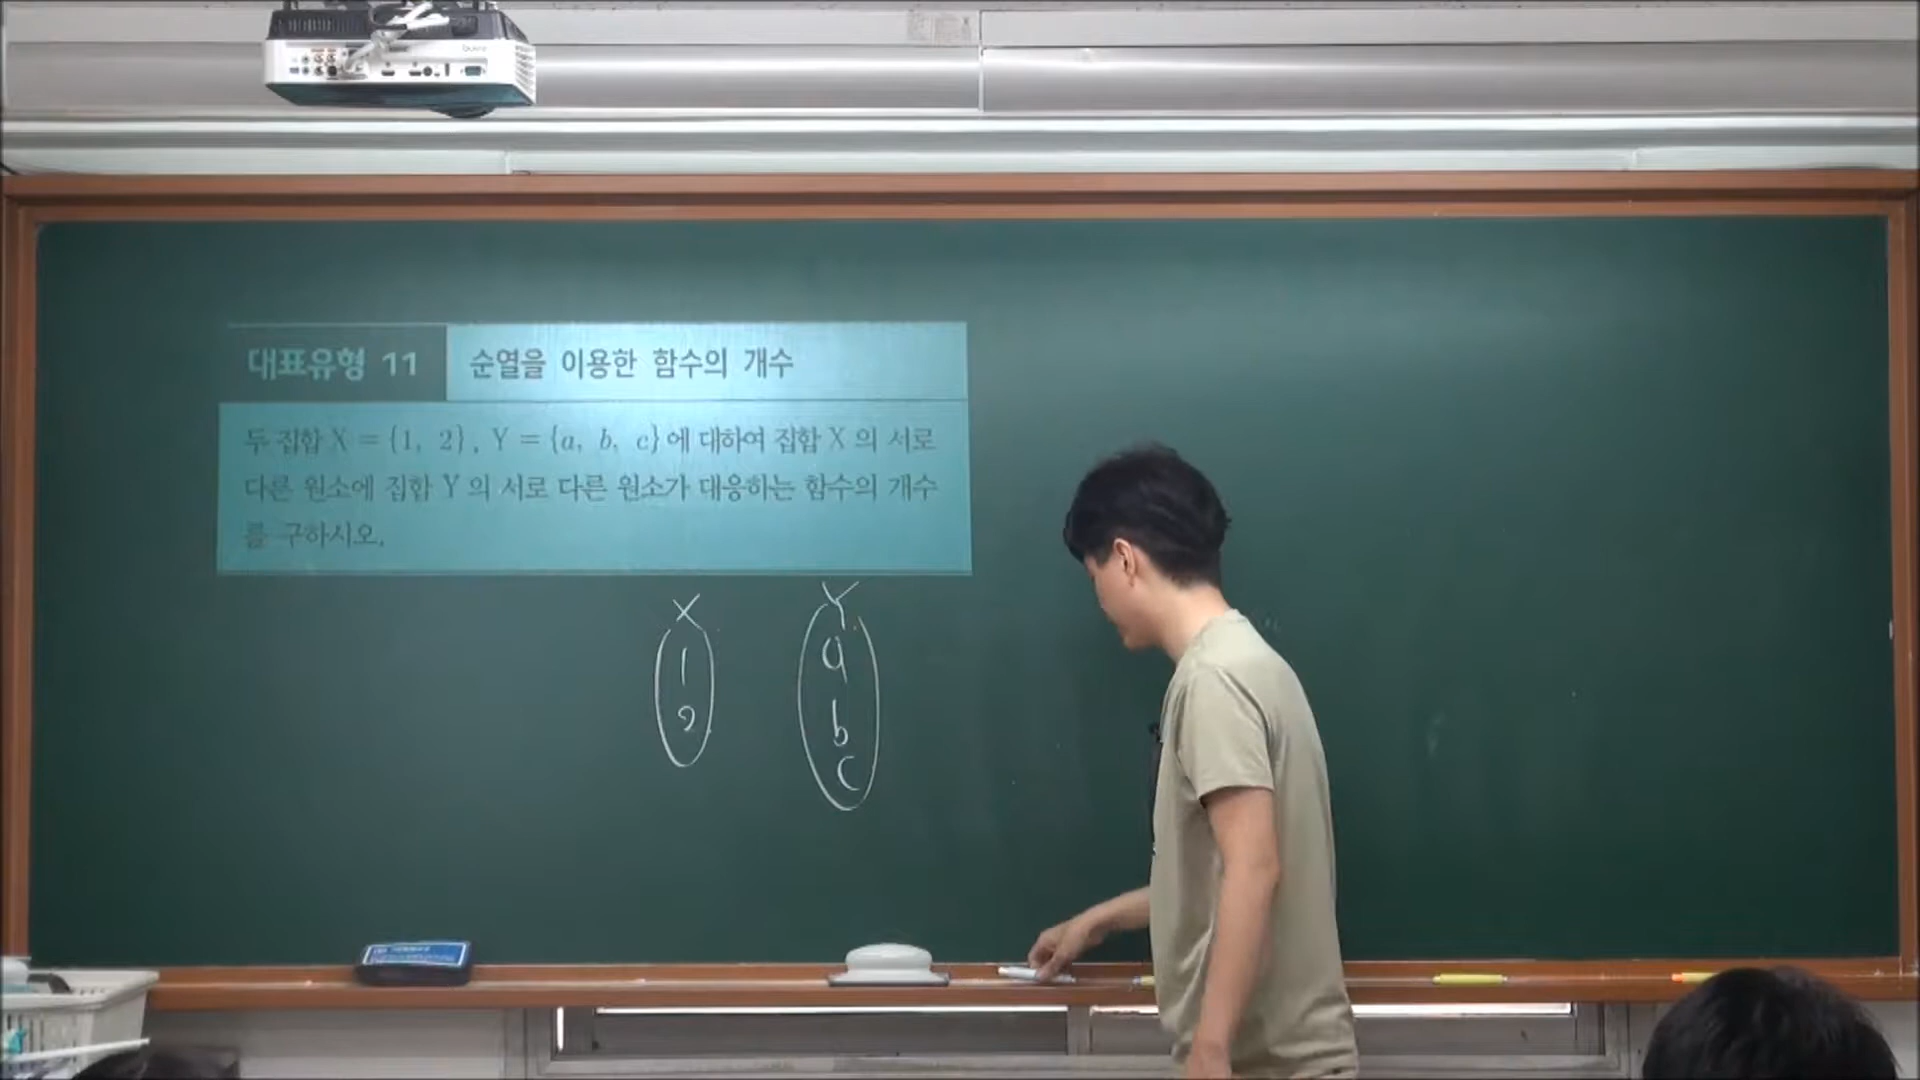 대표유형 11
순열을 이용한 함수의 개수
두 집합 X = {1, 2}, Y = {a, b, c}에 대하여 집합 X의 서로
다른 원소에 집합 Y의 서로 다른 원소가 대응하는 함수의 개수
를 구하시오.
X Y
1 a
2 b
c